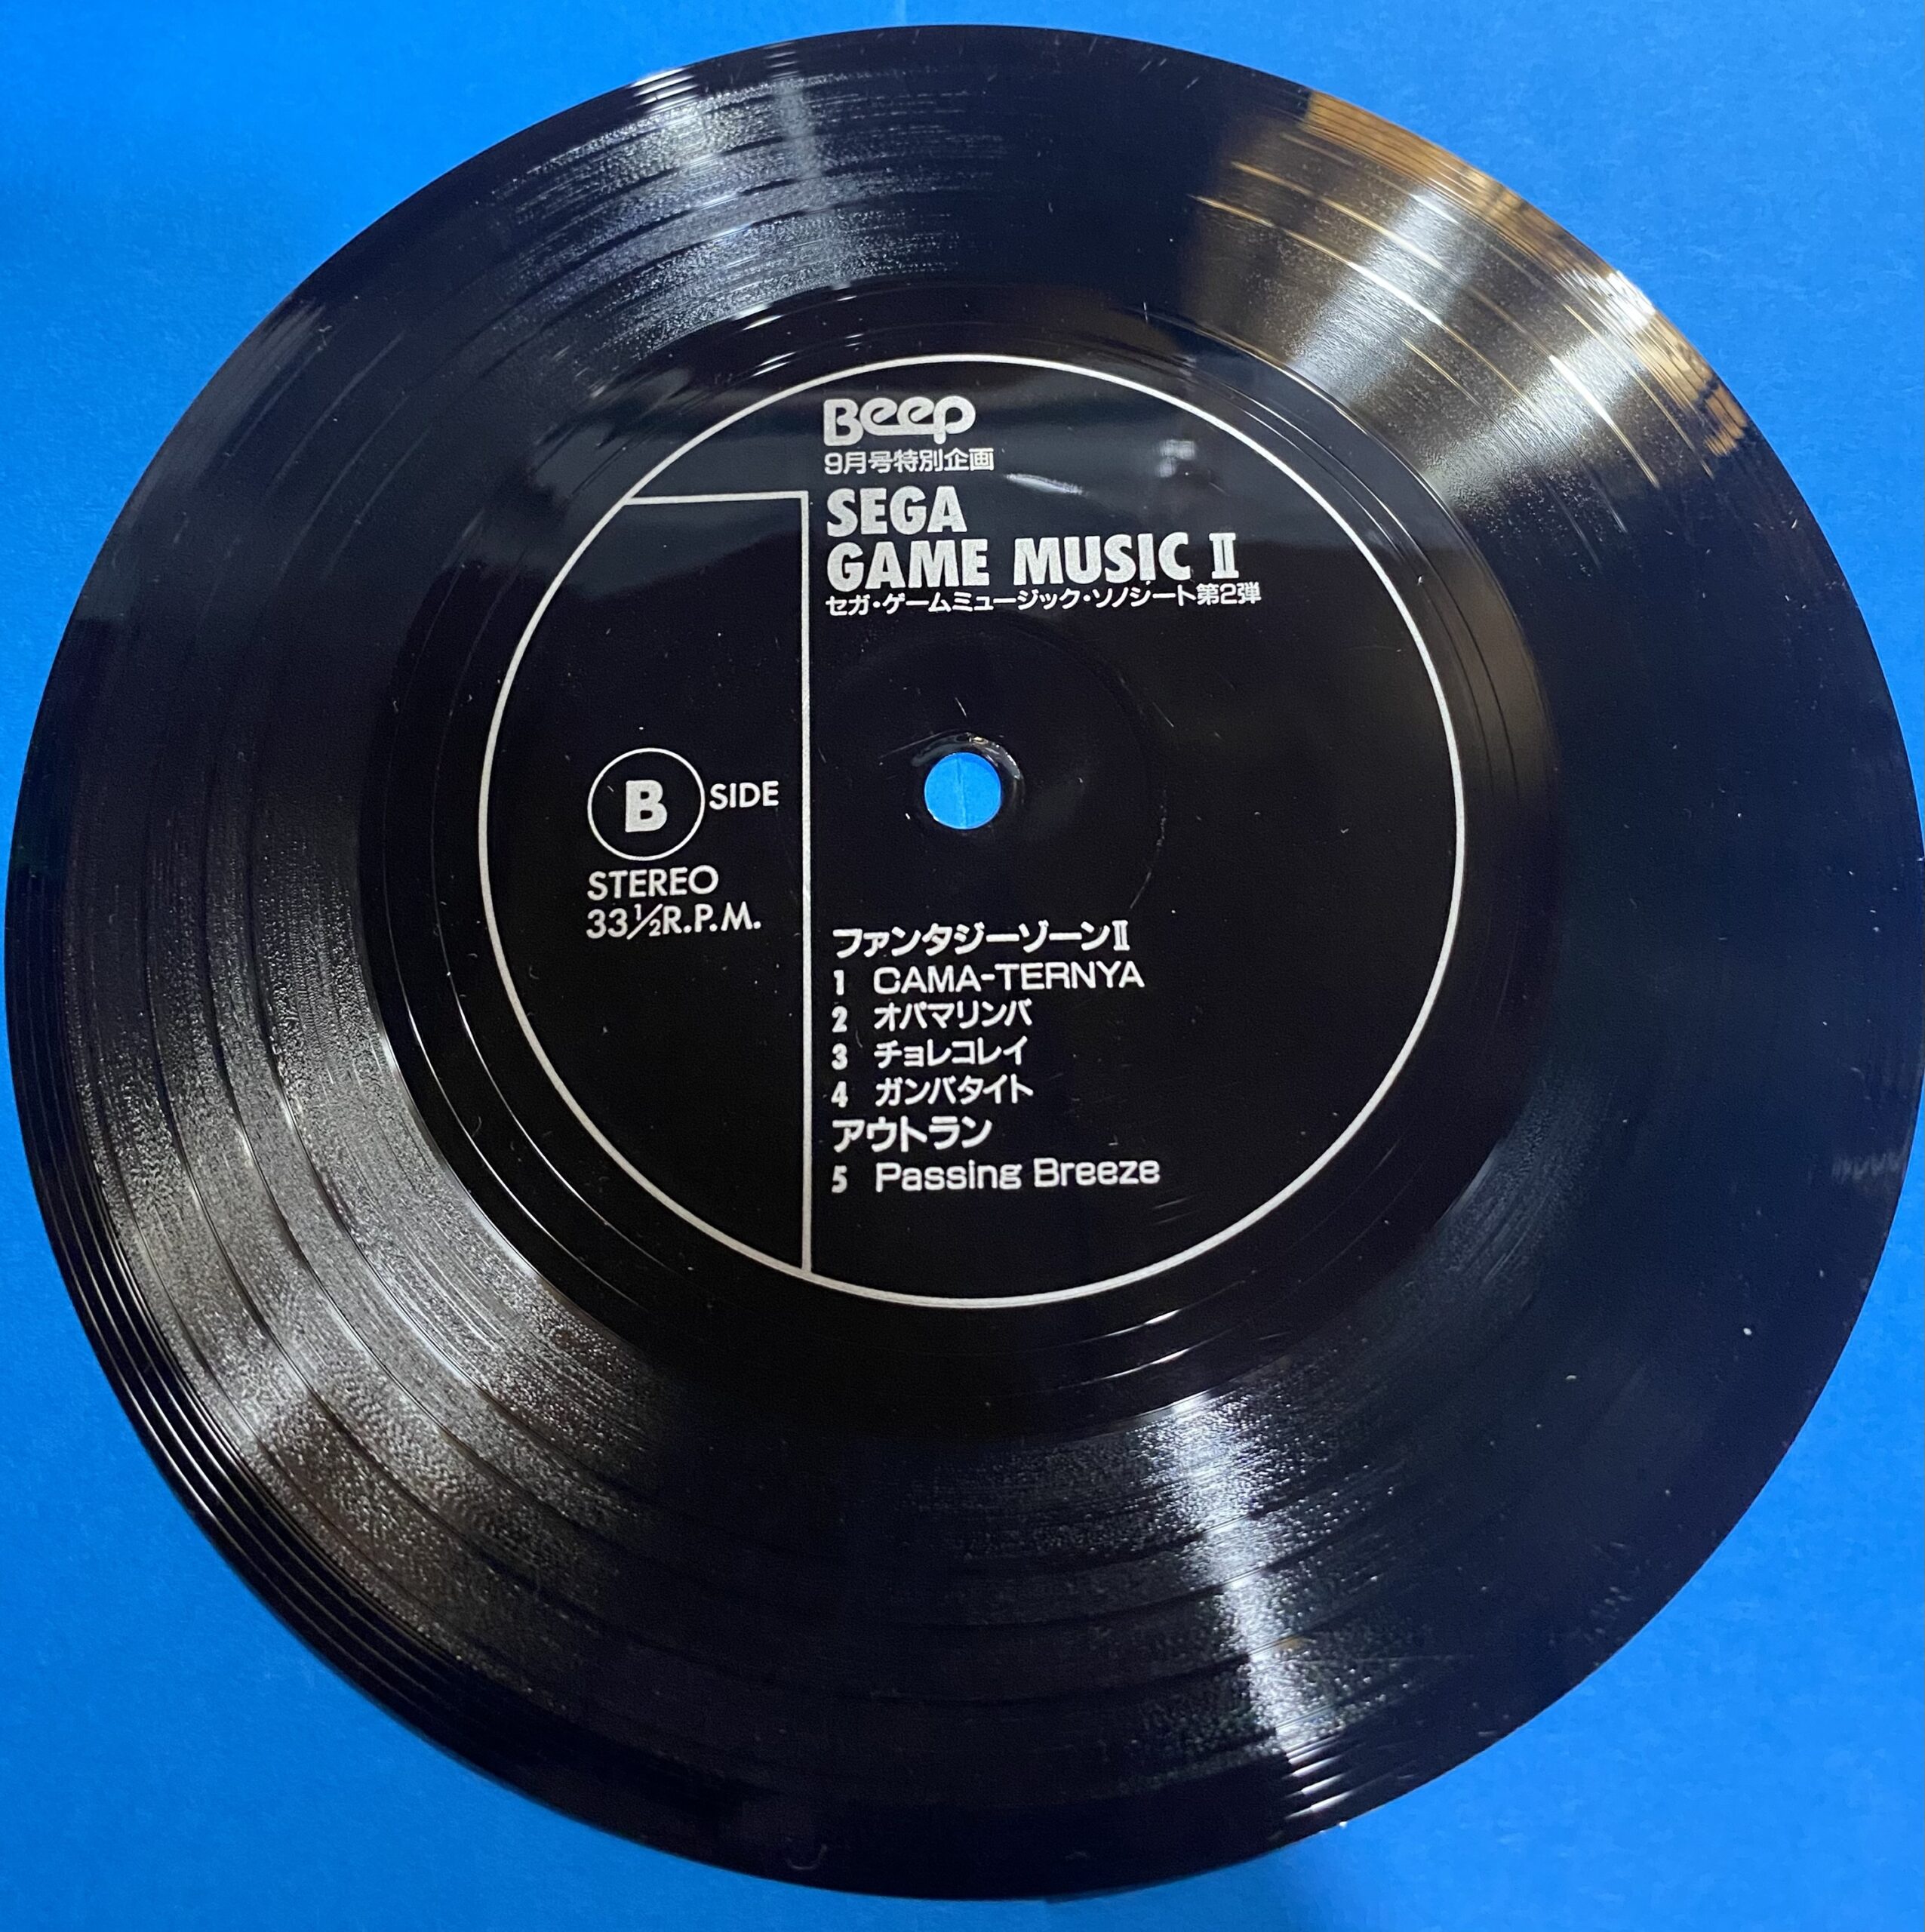 Beep
9月号特別企画
SEGA
GAME MUSIC Ⅱ
セガ・ゲームミュージック・ソノシート第2弾
B SIDE
STEREO
33½R.P.M.
ファンタジーゾーンⅡ
1 CAMA-TERNYA
2 オパマリンバ
3 チョレコレイ
4 ガンバタイト
アウトラン
5 Passing Breeze